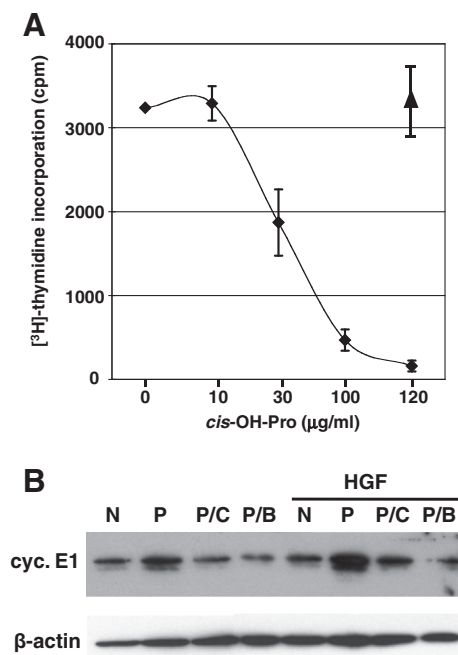 A
4000
3000
2000
1000
0
[³H]-thymidine incorporation (cpm)
0 10 30 100 120
cis-OH-Pro (μg/ml)
B
HGF
N P P/C P/B N P P/C P/B
cyc. E1
β-actin